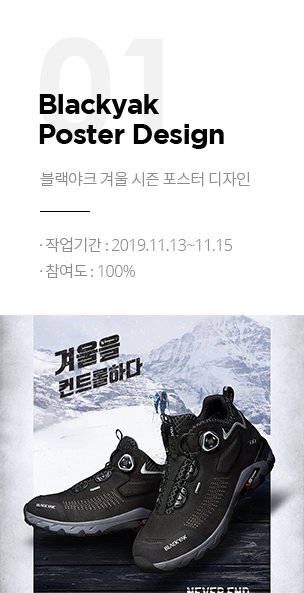 01
Blackyak
Poster Design
블랙야크 겨울 시즌 포스터 디자인
· 작업기간 : 2019.11.13~11.15
· 참여도 : 100%
겨울을
컨트롤하다
BLACKYAK
BLACKYAK
NEVER END